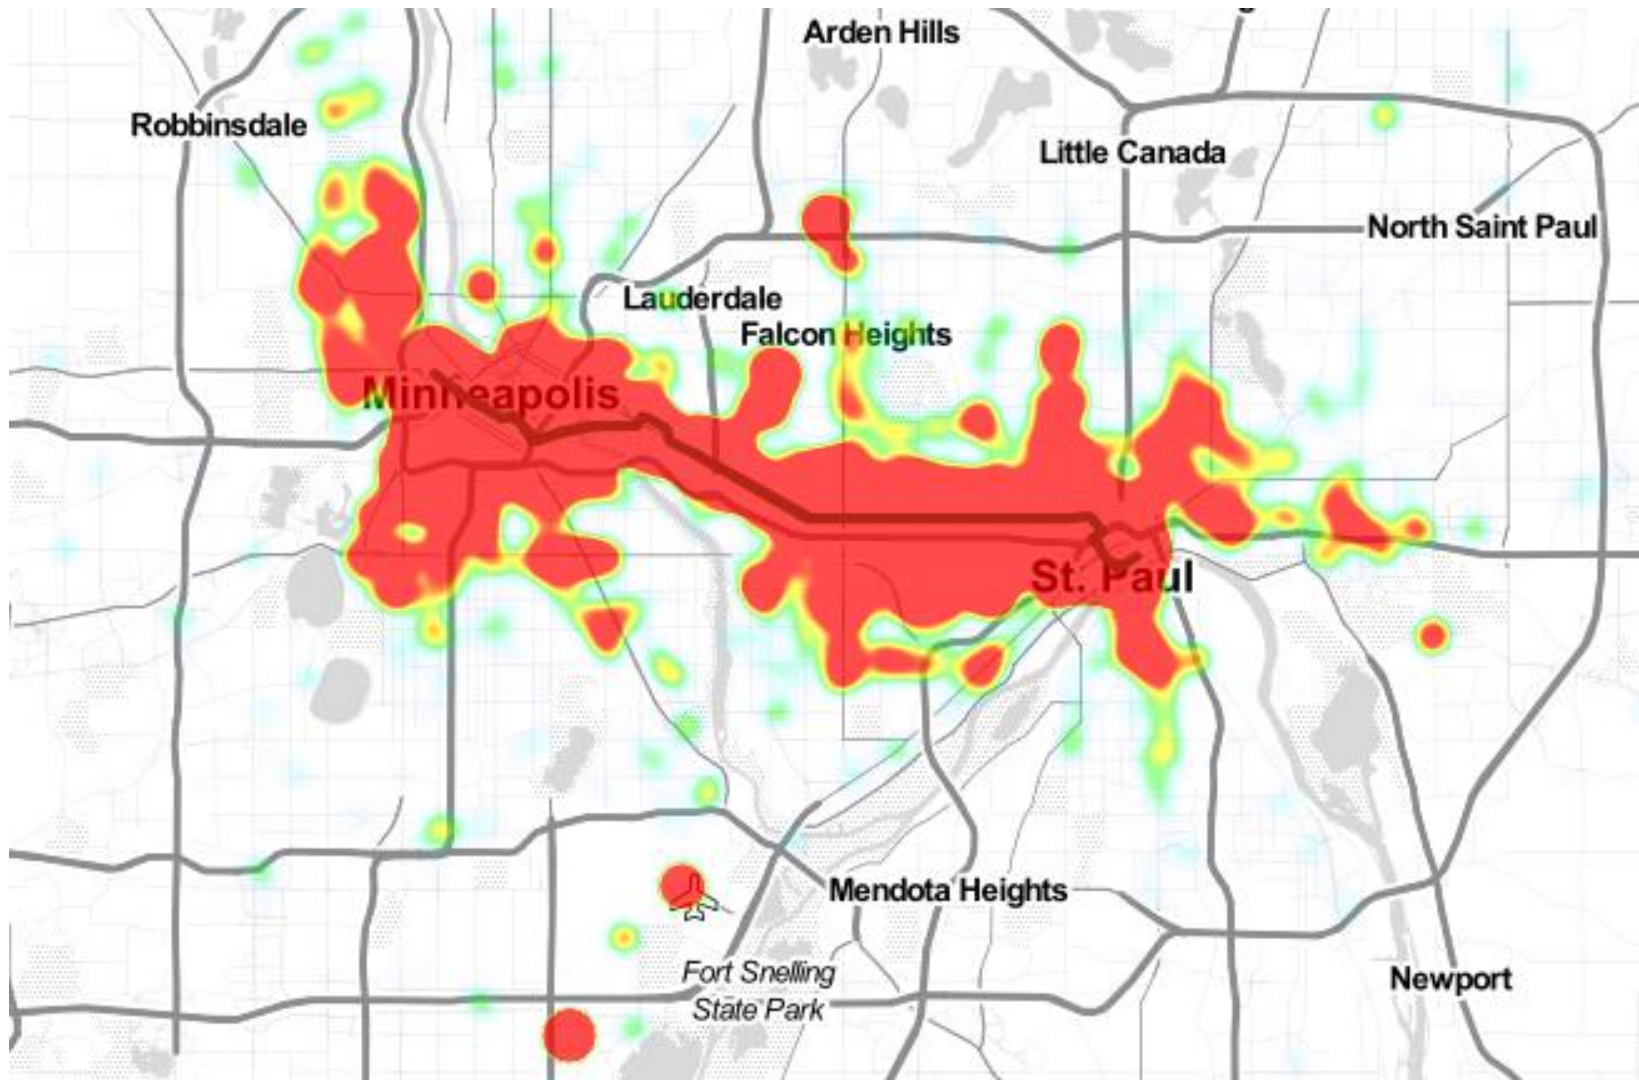 Arden Hills
Robbinsdale
Little Canada
North Saint Paul
Lauderdale
Falcon Heights
Minneapolis
St. Paul
Mendota Heights
Fort Snelling
State Park
Newport